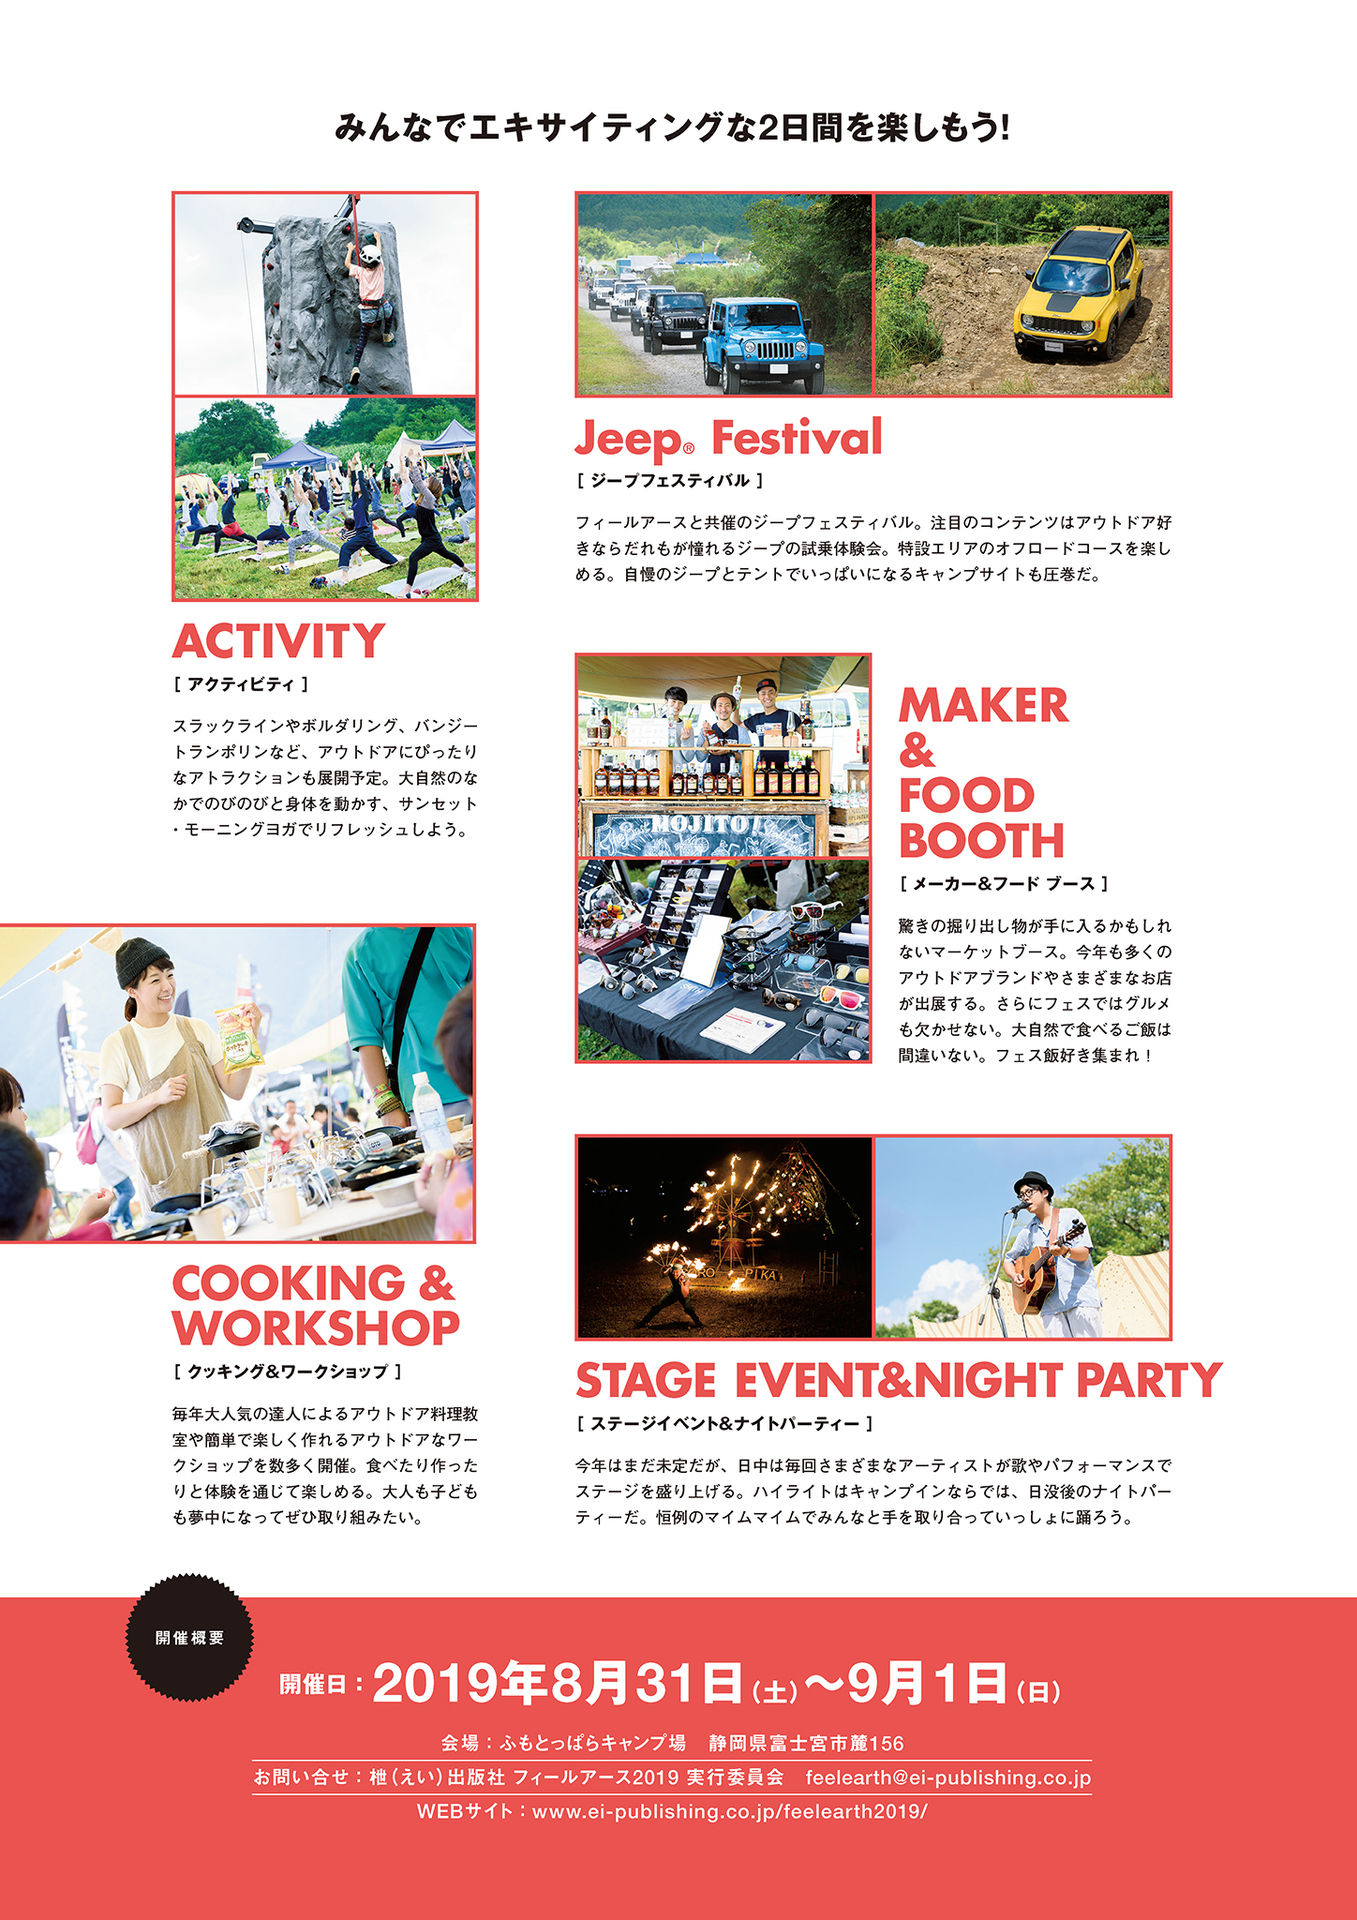 みんなでエキサイティングな2日間を楽しもう!
ACTIVITY
[ アクティビティ ]
スラックラインやボルダリング、バンジー
トランポリンなど、アウトドアにぴったり
なアトラクションも展開予定。大自然のな
かでのびのびと身体を動かす、サンセット
・モーニングヨガでリフレッシュしよう。
COOKING &
WORKSHOP
[ クッキング&ワークショップ ]
毎年大人気の達人によるアウトドア料理教
室や簡単で楽しく作れるアウトドアなワー
クショップを数多く開催。食べたり作った
りと体験を通じて楽しめる。大人も子ども
も夢中になってぜひ取り組みたい。
Jeep® Festival
[ ジープフェスティバル ]
フィールアースと共催のジープフェスティバル。注目のコンテンツはアウトドア好
きならだれもが憧れるジープの試乗体験会。特設エリアのオフロードコースを楽し
める。自慢のジープとテントでいっぱいになるキャンプサイトも圧巻だ。
MOJITO!
MAKER
&
FOOD
BOOTH
[ メーカー&フード ブース ]
驚きの掘り出し物が手に入るかもしれ
ないマーケットブース。今年も多くの
アウトドアブランドやさまざまなお店
が出展する。さらにフェスではグルメ
も欠かせない。大自然で食べるご飯は
間違いない。フェス飯好き集まれ！
PIKA
STAGE EVENT&NIGHT PARTY
[ ステージイベント&ナイトパーティー ]
今年はまだ未定だが、日中は毎回さまざまなアーティストが歌やパフォーマンスで
ステージを盛り上げる。ハイライトはキャンプインならでは、日没後のナイトパー
ティーだ。恒例のマイムマイムでみんなと手を取り合っていっしょに踊ろう。
開催概要
開催日：2019年8月31日（土）〜9月1日（日）
会場：ふもとっぱらキャンプ場　静岡県富士宮市麓156
お問い合せ：枻（えい）出版社 フィールアース2019 実行委員会　feelearth@ei-publishing.co.jp
WEBサイト：www.ei-publishing.co.jp/feelearth2019/